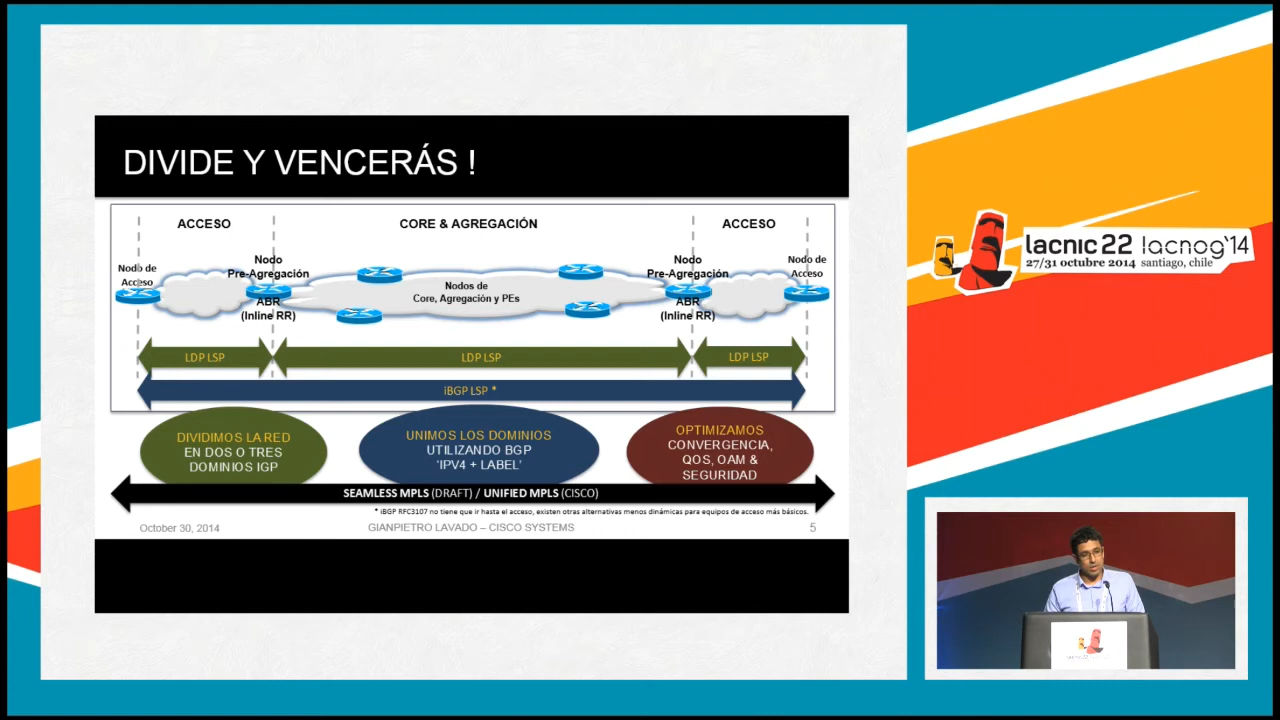 DIVIDE Y VENCERÁS !
ACCESO
CORE & AGREGACIÓN
ACCESO
Nodo de
Acceso
Nodo
Pre-Agregación
ABR
(Inline RR)
Nodos de
Core, Agregación y PEs
Nodo
Pre-Agregación
ABR
(Inline RR)
Nodo de
Acceso
LDP LSP
LDP LSP
LDP LSP
iBGP LSP *
DIVIDIMOS LA RED
EN DOS O TRES
DOMINIOS IGP
UNIMOS LOS DOMINIOS
UTILIZANDO BGP
'IPV4 + LABEL'
OPTIMIZAMOS
CONVERGENCIA,
QOS, OAM &
SEGURIDAD
SEAMLESS MPLS (DRAFT) / UNIFIED MPLS (CISCO)
* iBGP RFC3107 no tiene que ir hasta el acceso, existen otras alternativas menos dinámicas para equipos de acceso más básicos.
October 30, 2014
GIANPIETRO LAVADO – CISCO SYSTEMS
5
lacnic 22 lacnog'14
27/31 octubre 2014 santiago, chile